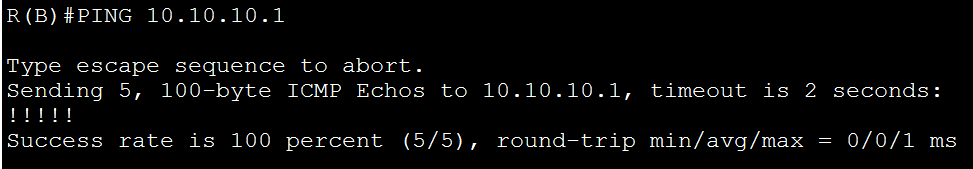 R(B)#PING 10.10.10.1
Type escape sequence to abort.
Sending 5, 100-byte ICMP Echos to 10.10.10.1, timeout is 2 seconds:
!!!!!
Success rate is 100 percent (5/5), round-trip min/avg/max = 0/0/1 ms